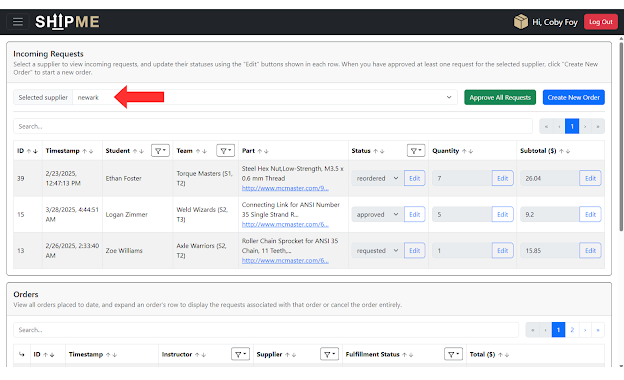 SHIPME
Hi, Coby Foy
Log Out
Incoming Requests
Select a supplier to view incoming requests, and update their statuses using the "Edit" buttons shown in each row. When you have approved at least one request for the selected supplier, click "Create New
Order" to start a new order.
Selected supplier newark
Approve All Requests
Create New Order
Search...
« ‹ 1 › »
ID ↑↓ Timestamp ↑↓ Student ↑↓ Team ↑↓ Part ↑↓ Status ↑↓ Quantity ↑↓ Subtotal ($) ↑↓
39 2/23/2025, 12:47:13 PM Ethan Foster Torque Masters (S1, T2) Steel Hex Nut,Low-Strength, M3.5 x 0.6 mm Thread http://www.mcmaster.com/9... reordered Edit 7 Edit 26.04 Edit
15 3/28/2025, 4:44:51 AM Logan Zimmer Weld Wizards (S2, T3) Connecting Link for ANSI Number 35 Single Strand R... http://www.mcmaster.com/6... approved Edit 5 Edit 9.2 Edit
13 2/26/2025, 2:33:40 AM Zoe Williams Axle Warriors (S2, T2) Roller Chain Sprocket for ANSI 35 Chain, 11 Teeth,... http://www.mcmaster.com/6... requested Edit 1 Edit 15.85 Edit
Orders
View all orders placed to date, and expand an order's row to display the requests associated with that order or cancel the order entirely.
Search...
« ‹ 1 2 › »
↳ ID ↑↓ Timestamp ↑↓ Instructor ↑↓ Supplier ↑↓ Fulfillment Status ↑↓ Total ($) ↑↓